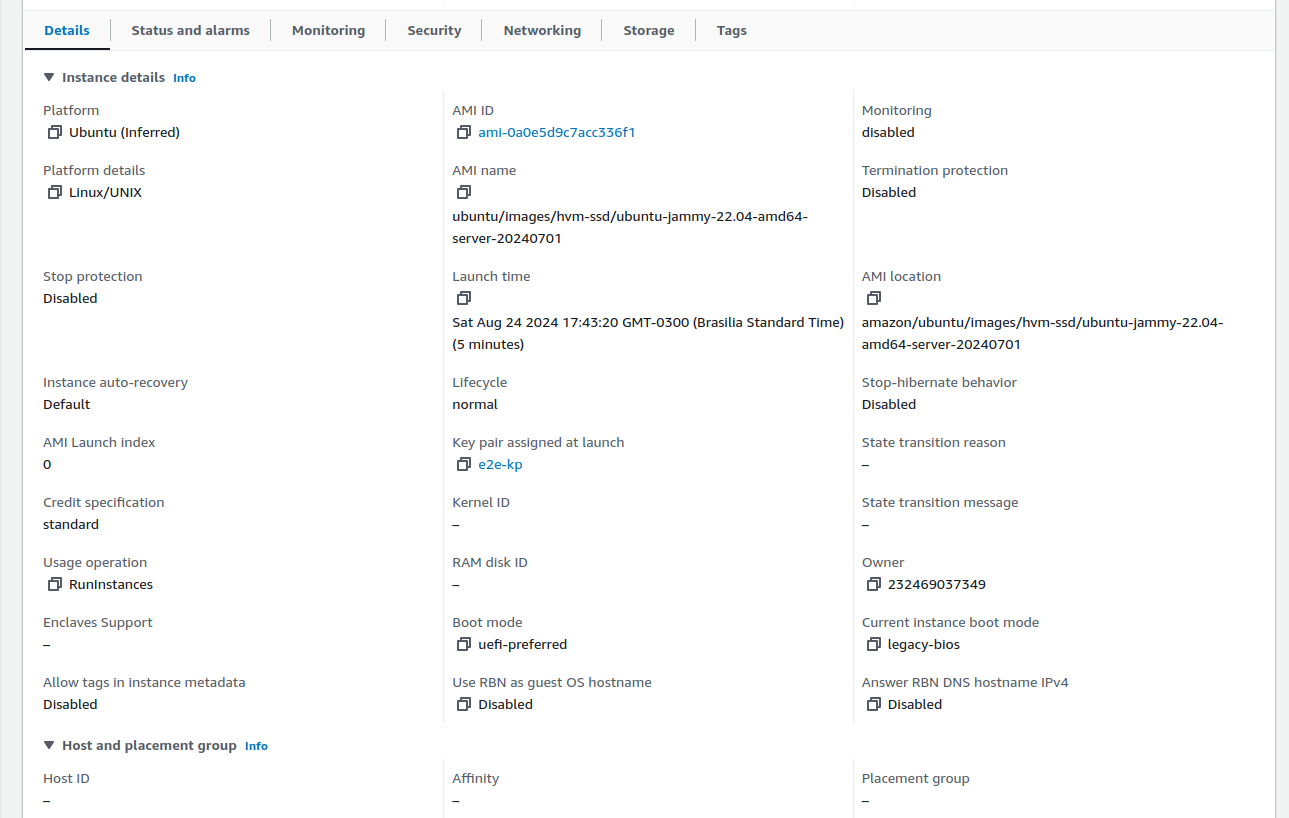 Details
Status and alarms
Monitoring
Security
Networking
Storage
Tags
Instance details Info
Platform
Ubuntu (Inferred)
AMI ID
ami-0a0e5d9c7acc336f1
Monitoring
disabled
Platform details
Linux/UNIX
AMI name
ubuntu/images/hvm-ssd/ubuntu-jammy-22.04-amd64-
server-20240701
Termination protection
Disabled
Stop protection
Disabled
Launch time
Sat Aug 24 2024 17:43:20 GMT-0300 (Brasilia Standard Time)
(5 minutes)
AMI location
amazon/ubuntu/images/hvm-ssd/ubuntu-jammy-22.04-
amd64-server-20240701
Instance auto-recovery
Default
Lifecycle
normal
Stop-hibernate behavior
Disabled
AMI Launch index
0
Key pair assigned at launch
e2e-kp
State transition reason
–
Credit specification
standard
Kernel ID
–
State transition message
–
Usage operation
RunInstances
RAM disk ID
–
Owner
232469037349
Enclaves Support
–
Boot mode
uefi-preferred
Current instance boot mode
legacy-bios
Allow tags in instance metadata
Disabled
Use RBN as guest OS hostname
Disabled
Answer RBN DNS hostname IPv4
Disabled
Host and placement group Info
Host ID
–
Affinity
–
Placement group
–